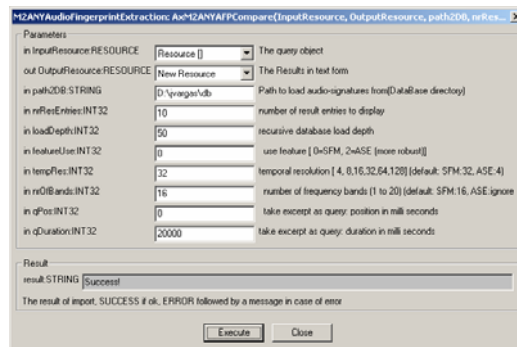 M2ANYAudioFingerprintExtraction: AxM2ANYAFPCompare(InputResource, OutputResource, path2DB, nrRes...
Parameters
in InputResource:RESOURCE Resource [] The query object
out OutputResource:RESOURCE New Resource The Results in text form
in path2DB:STRING D:\jvargas\db Path to load audio-signatures from(DataBase directory)
in nrResEntries:INT32 10 number of result entries to display
in loadDepth:INT32 50 recursive database load depth
in featureUse:INT32 0 use feature [ 0=SFM, 2=ASE (more robust)]
in tempRes:INT32 32 temporal resolution [ 4, 8,16,32,64,128] (default: SFM:32, ASE:4)
in nrOfBands:INT32 16 number of frequency bands (1 to 20) (default: SFM:16, ASE:ignore
in qPos:INT32 0 take excerpt as query: position in milli seconds
in qDuration:INT32 20000 take excerpt as query: duration in milli seconds
Result
result:STRING Success!
The result of import, SUCCESS if ok, ERROR followed by a message in case of error
Execute Close